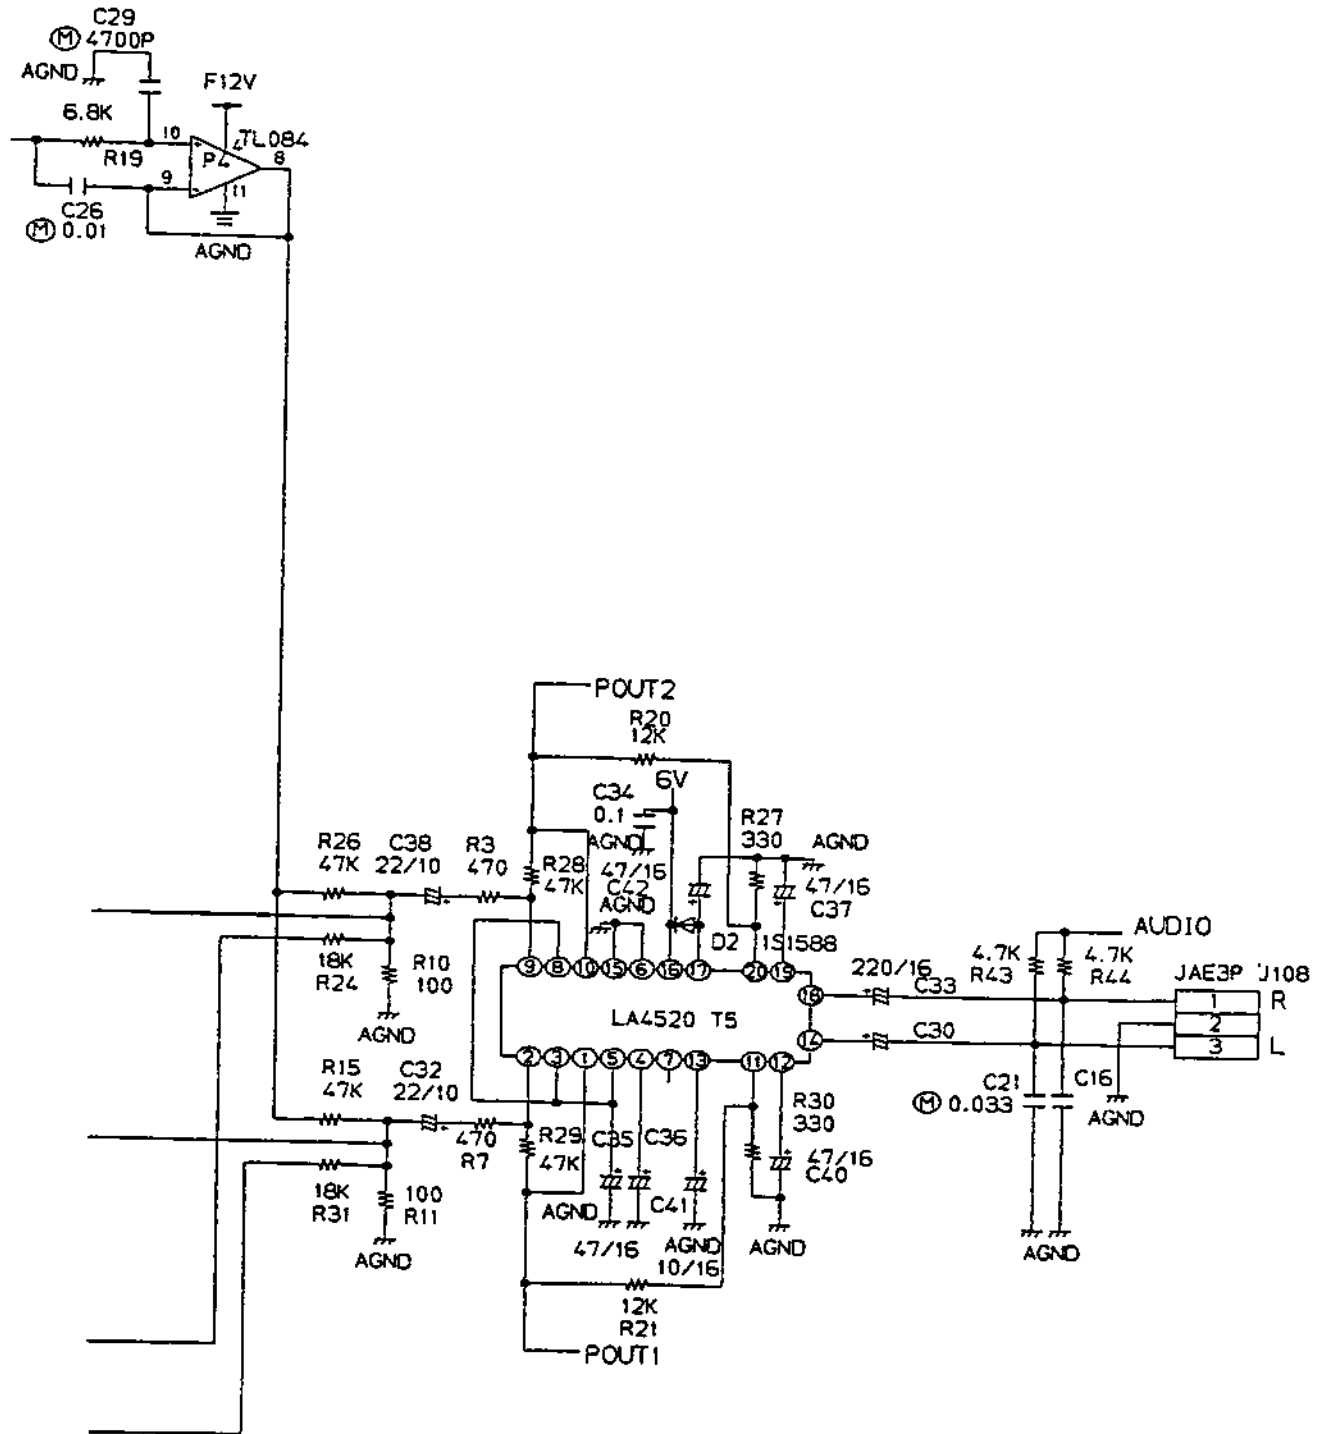 C29
Ⓜ 4700P
AGND
F12V
6.8K
10
4
TL084
R19
P4
8
9
11
C26
Ⓜ 0.01
AGND
POUT2
R20
12K
6V
C34
0.1
R27
330
AGND
AGND
R26
47K
C38
22/10
R3
470
R28
47K
47/16
C42
AGND
47/16
C37
D2
1S1588
AUDIO
18K
R24
R10
100
9
8
10
15
6
16
17
20
19
4.7K
R43
4.7K
R44
JAE3P J108
220/16
C33
18
1
R
LA4520 T5
2
AGND
C30
14
3
L
R15
47K
C32
22/10
2
3
1
5
4
7
13
11
12
C21
C16
Ⓜ 0.033
AGND
R30
330
470
R7
R29
47K
C35
C36
47/16
C40
18K
R31
100
R11
AGND
C41
AGND
47/16
AGND
10/16
AGND
AGND
12K
R21
POUT1